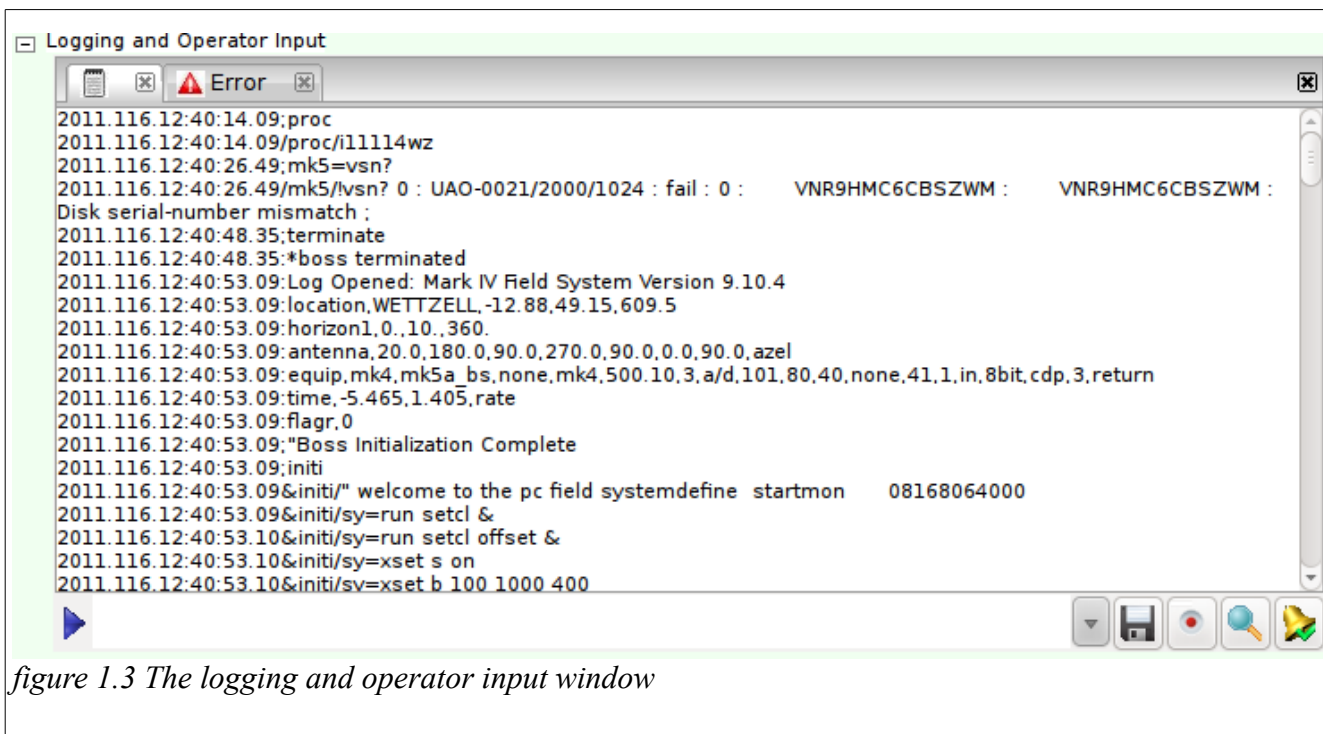 Logging and Operator Input
Error
2011.116.12:40:14.09;proc
2011.116.12:40:14.09/proc/i11114wz
2011.116.12:40:26.49;mk5=vsn?
2011.116.12:40:26.49/mk5/!vsn? 0 : UAO-0021/2000/1024 : fail : 0 : VNR9HMC6CBSZWM : VNR9HMC6CBSZWM :
Disk serial-number mismatch ;
2011.116.12:40:48.35;terminate
2011.116.12:40:48.35:*boss terminated
2011.116.12:40:53.09:Log Opened: Mark IV Field System Version 9.10.4
2011.116.12:40:53.09:location,WETTZELL,-12.88,49.15,609.5
2011.116.12:40:53.09:horizon1,0.,10.,360.
2011.116.12:40:53.09:antenna,20.0,180.0,90.0,270.0,90.0,0.0,90.0,azel
2011.116.12:40:53.09:equip,mk4,mk5a_bs,none,mk4,500.10,3,a/d,101,80,40,none,41,1,in,8bit,cdp,3,return
2011.116.12:40:53.09:time,-5.465,1.405,rate
2011.116.12:40:53.09:flagr,0
2011.116.12:40:53.09;"Boss Initialization Complete
2011.116.12:40:53.09;initi
2011.116.12:40:53.09&initi/" welcome to the pc field systemdefine startmon 08168064000
2011.116.12:40:53.09&initi/sy=run setcl &
2011.116.12:40:53.10&initi/sy=run setcl offset &
2011.116.12:40:53.10&initi/sy=xset s on
2011.116.12:40:53.10&initi/sy=xset b 100 1000 400
figure 1.3 The logging and operator input window